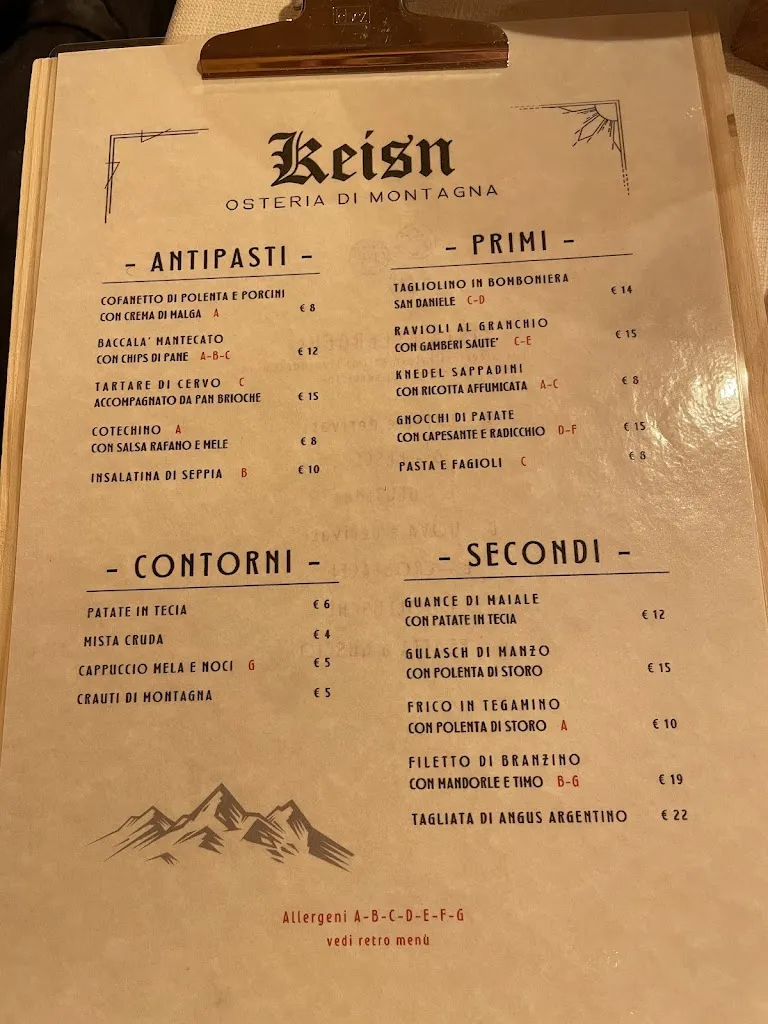 Keisn
OSTERIA DI MONTAGNA
- ANTIPASTI -
COFANETTO DI POLENTA E PORCINI
CON CREMA DI MALGA A € 8
BACCALA' MANTECATO
CON CHIPS DI PANE A-B-C € 12
TARTARE DI CERVO C
ACCOMPAGNATO DA PAN BRIOCHE € 15
COTECHINO A
CON SALSA RAFANO E MELE € 8
INSALATINA DI SEPPIA B € 10
- PRIMI -
TAGLIOLINO IN BOMBONIERA
SAN DANIELE C-D € 14
RAVIOLI AL GRANCHIO
CON GAMBERI SAUTE' C-E € 15
KNEDEL SAPPADINI
CON RICOTTA AFFUMICATA A-C € 8
GNOCCHI DI PATATE
CON CAPESANTE E RADICCHIO D-F € 15
PASTA E FAGIOLI C € 8
- CONTORNI -
PATATE IN TECIA € 6
MISTA CRUDA € 4
CAPPUCCIO MELA E NOCI G € 5
CRAUTI DI MONTAGNA € 5
- SECONDI -
GUANCE DI MAIALE
CON PATATE IN TECIA € 12
GULASCH DI MANZO
CON POLENTA DI STORO € 15
FRICO IN TEGAMINO
CON POLENTA DI STORO A € 10
FILETTO DI BRANZINO
CON MANDORLE E TIMO B-G € 19
TAGLIATA DI ANGUS ARGENTINO € 22
Allergeni A-B-C-D-E-F-G
vedi retro menù